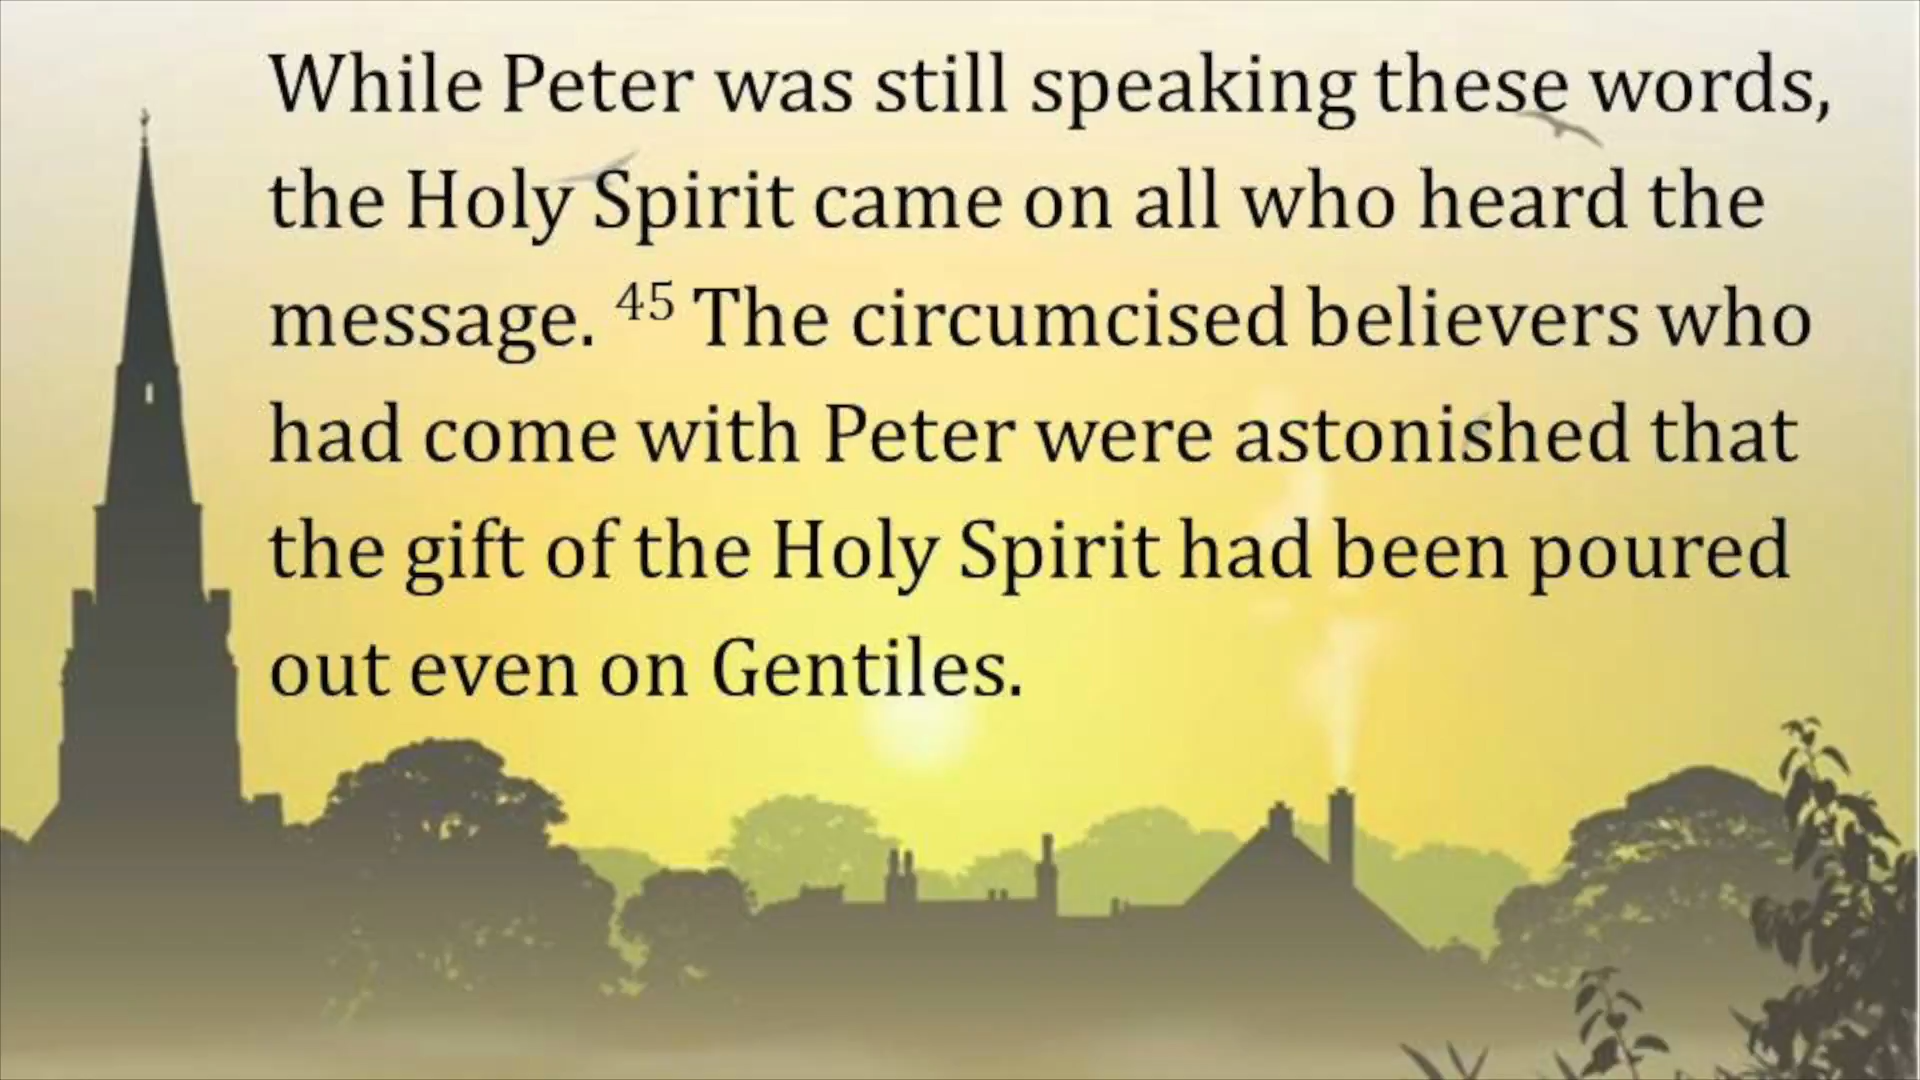 While Peter was still speaking these words,
the Holy Spirit came on all who heard the
message. 45 The circumcised believers who
had come with Peter were astonished that
the gift of the Holy Spirit had been poured
out even on Gentiles.